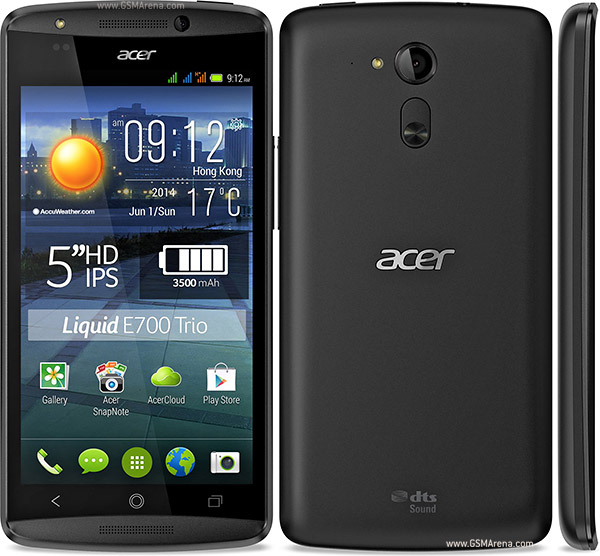 www.GSMArena.com
acer
9:12 AM
am 09:12
Hong Kong
2014
Jun 1/Sun 17°C
AccuWeather.com
5" HD
IPS
3500 mAh
Liquid E700 Trio
Gallery
Acer
SnapNote
AcerCloud
Play Store
acer
dts
Sound
www.GSMArena.com